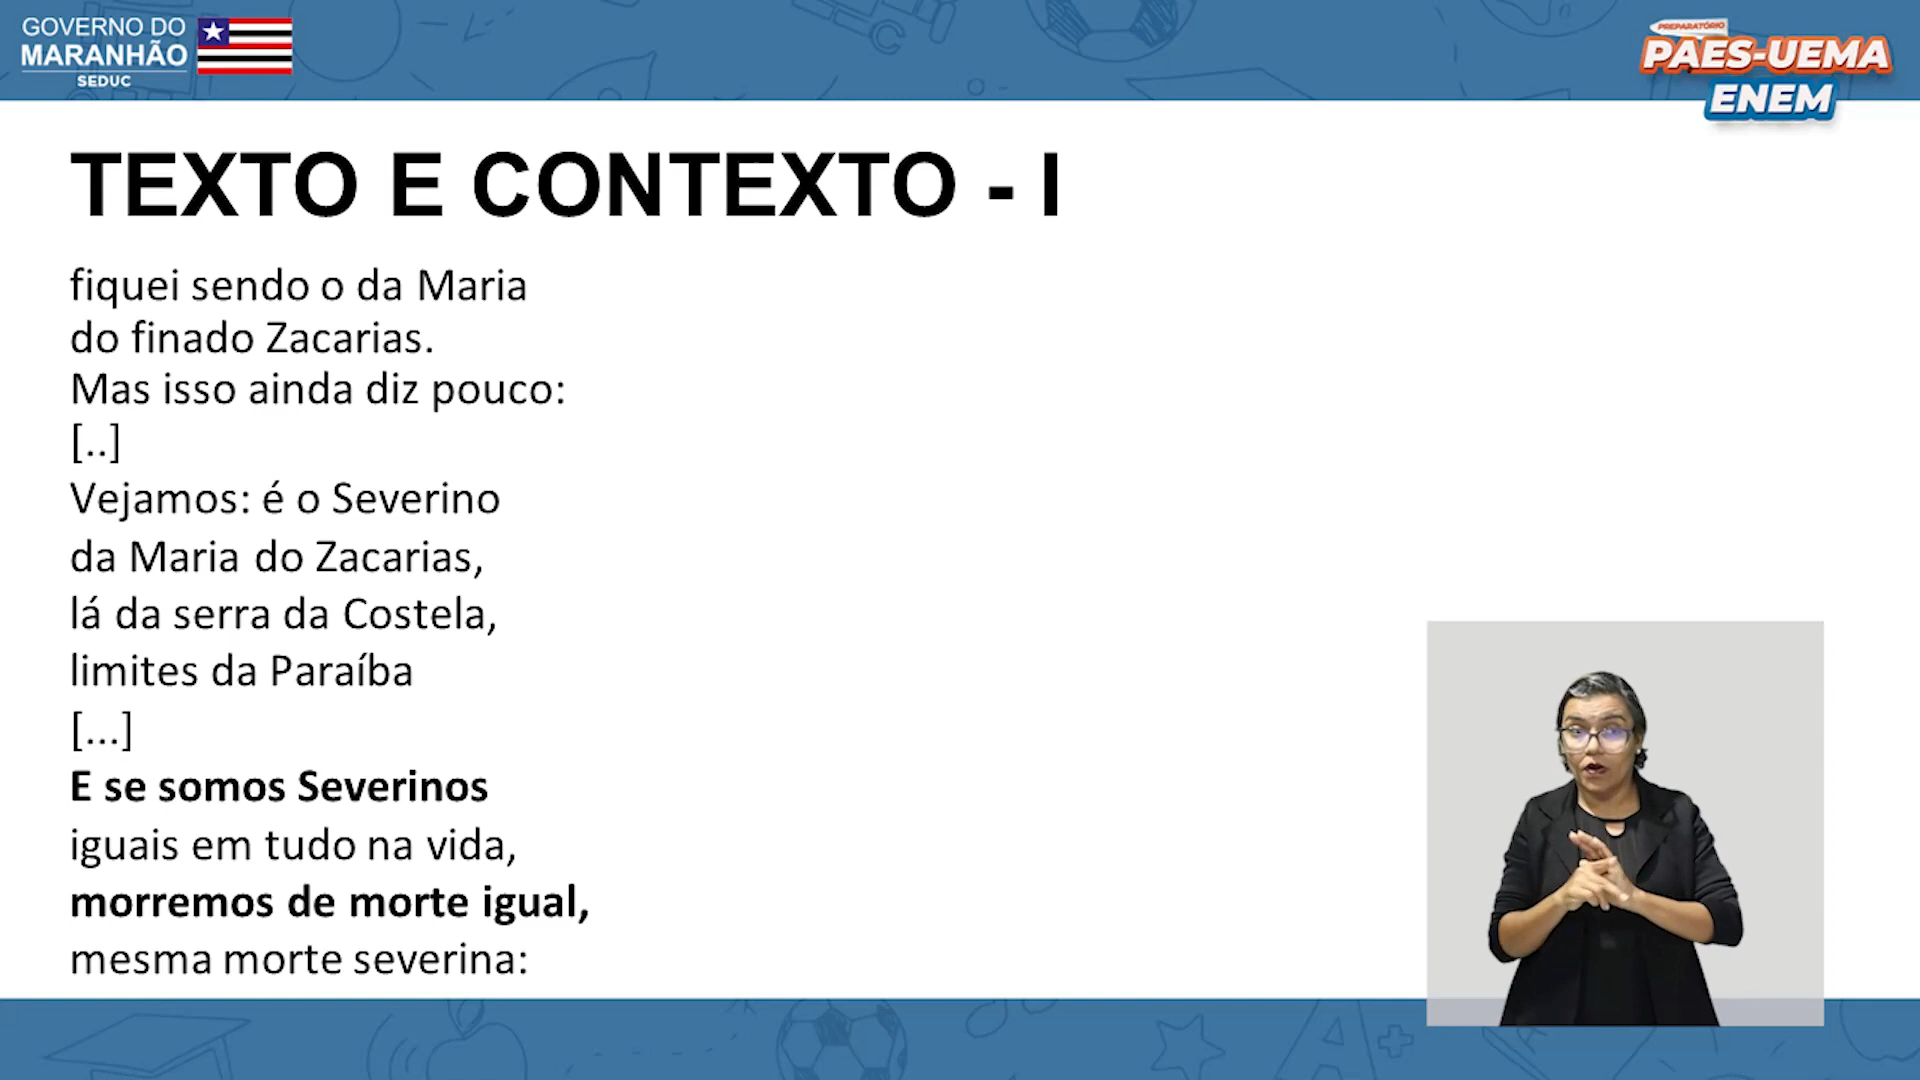 GOVERNO DO
MARANHÃO
SEDUC
PREPARATÓRIO
PAES-UEMA
ENEM
TEXTO E CONTEXTO - I
fiquei sendo o da Maria
do finado Zacarias.
Mas isso ainda diz pouco:
[..]
Vejamos: é o Severino
da Maria do Zacarias,
lá da serra da Costela,
limites da Paraíba
[...]
E se somos Severinos
iguais em tudo na vida,
morremos de morte igual,
mesma morte severina: